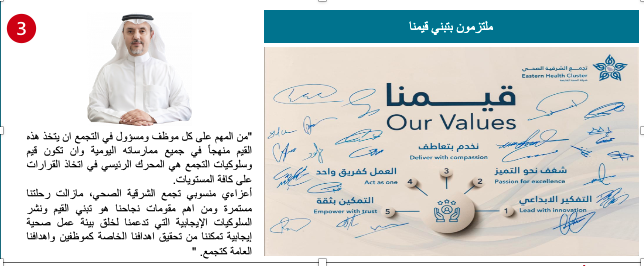 3
ملتزمون بتبني قيمنا
"من المهم على كل موظف ومسؤول في التجمع ان يتخذ هذه
القيم منهجاً في جميع ممارساته اليومية وان تكون قيم
وسلوكيات التجمع هي المحرك الرئيسي في اتخاذ القرارات
على كافة المستويات.
أعزاءي منسوبي تجمع الشرقية الصحي، مازالت رحلتنا
مستمرة ومن اهم مقومات نجاحنا هو تبني القيم ونشر
السلوكيات الإيجابية التي تدعمنا لخلق بيئة عمل صحية
إيجابية تمكننا من تحقيق اهدافنا الخاصة كموظفين واهدافنا
العامة كتجمع. "
تجمع الشرقية الصحي
Eastern Health Cluster
قيمنا
Our Values
نخدم بتعاطف
Deliver with compassion
العمل كفريق واحد
Act as one
شغف نحو التميز
Passion for excellence
التمكين بثقة
Empower with trust
التفكير الابداعي
Lead with innovation
5
4
3
2
1